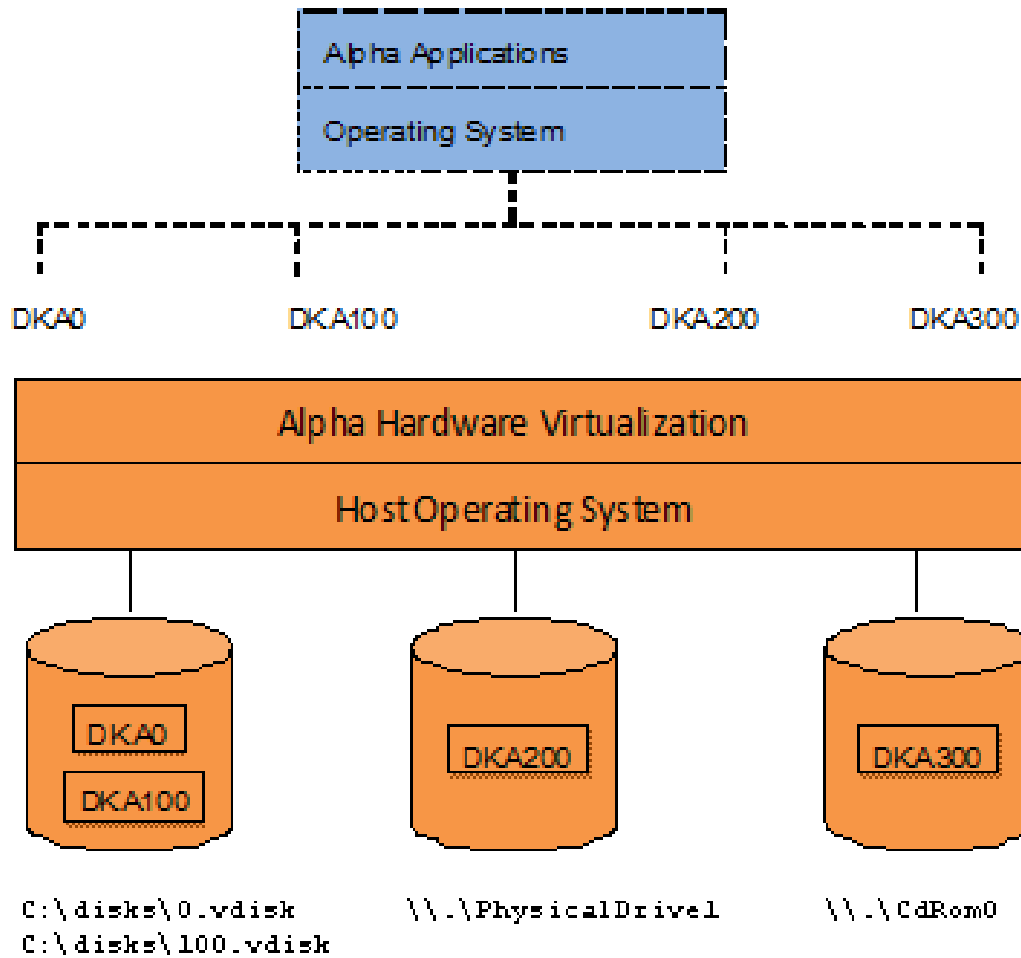 Alpha Applications
Operating System
DKA0 DKA100 DKA200 DKA300
Alpha Hardware Virtualization
Host Operating System
DKA0
DKA100
DKA200
DKA300
C:\disks\0.vdisk
C:\disks\100.vdisk
\\.\PhysicalDrive1
\\.\CdRom0